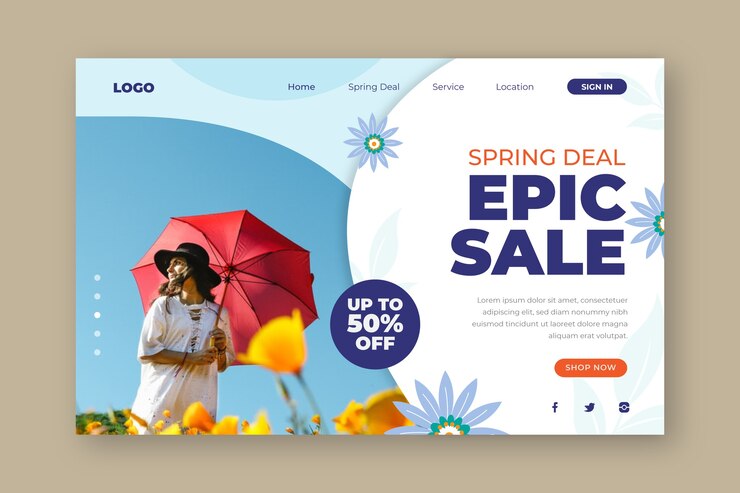 LOGO
Home Spring Deal Service Location SIGN IN
SPRING DEAL
EPIC
SALE
UP TO
50%
OFF
Lorem ipsum dolor sit amet, consectetuer
adipiscing elit, sed diam nonummy nibh
euismod tincidunt ut laoreet dolore magna
aliquam erat volutpat.
SHOP NOW